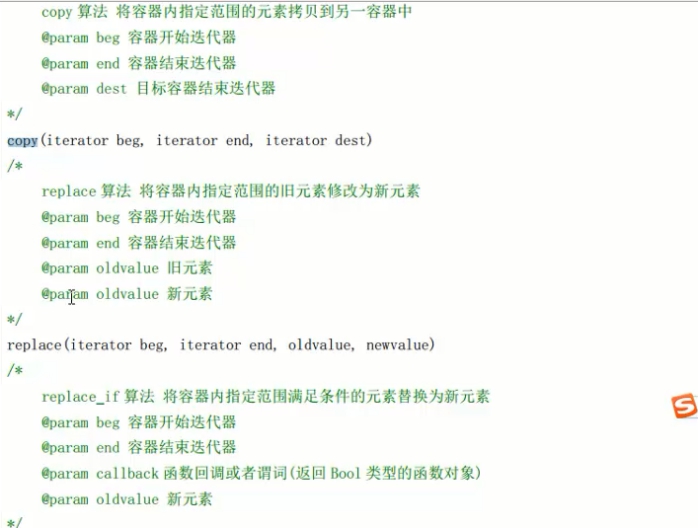 copy 算法 将容器内指定范围的元素拷贝到另一容器中
@param beg 容器开始迭代器
@param end 容器结束迭代器
@param dest 目标容器结束迭代器
*/
copy(iterator beg, iterator end, iterator dest)
/*
replace 算法 将容器内指定范围的旧元素修改为新元素
@param beg 容器开始迭代器
@param end 容器结束迭代器
@param oldvalue 旧元素
@param oldvalue 新元素
*/
replace(iterator beg, iterator end, oldvalue, newvalue)
/*
replace_if 算法 将容器内指定范围满足条件的元素替换为新元素
@param beg 容器开始迭代器
@param end 容器结束迭代器
@param callback 函数回调或者谓词(返回 Bool 类型的函数对象)
@param oldvalue 新元素
*/